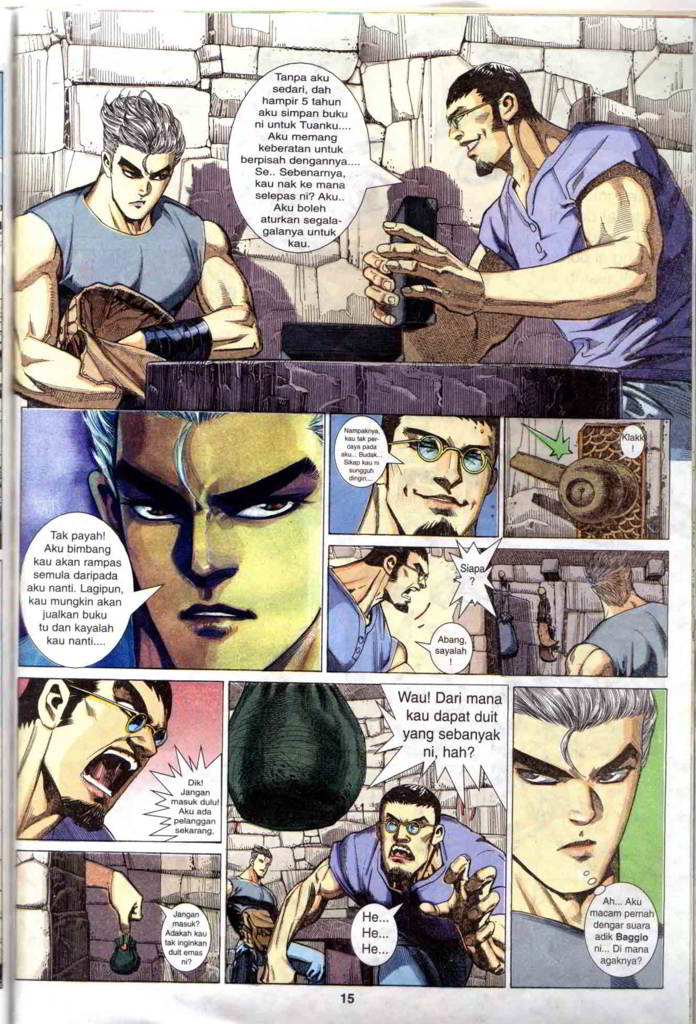 Tanpa aku
sedari, dah
hampir 5 tahun
aku simpan buku
ni untuk Tuanku....
Aku memang
keberatan untuk
berpisah dengannya....
Se.. Sebenarnya,
kau nak ke mana
selepas ni? Aku..
Aku boleh
aturkan segala-
galanya untuk
kau.
Tak payah!
Aku bimbang
kau akan rampas
semula daripada
aku nanti. Lagipun,
kau mungkin akan
jualkan buku
tu dan kayalah
kau nanti....
Nampaknya,
kau tak per-
caya pada
aku... Budak...
Sikap kau ni
sungguh
dingin...
Klakk
!
Siapa
?
Abang,
sayalah
!
Dik!
Jangan
masuk dulu!
Aku ada
pelanggan
sekarang.
Jangan
masuk?
Adakah kau
tak inginkan
duit emas
ni?
Wau! Dari mana
kau dapat duit
yang sebanyak
ni, hah?
He...
He...
He...
Ah... Aku
macam pernah
dengar suara
adik Baggio
ni... Di mana
agaknya?
15